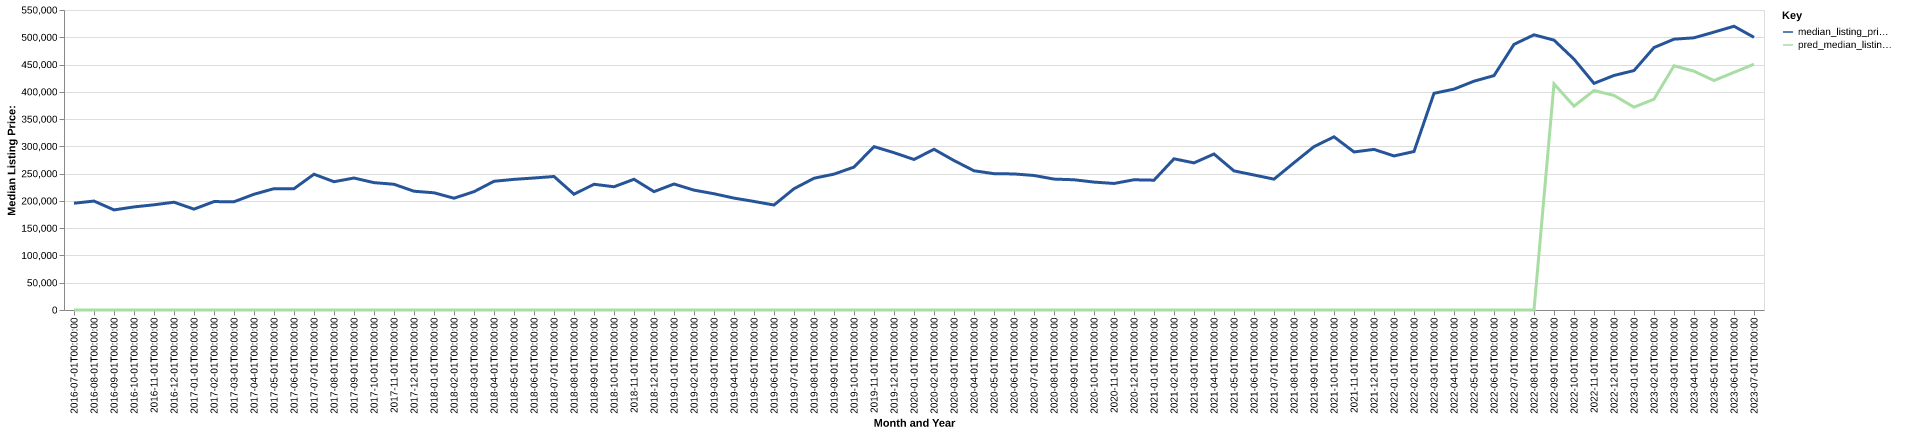 550,000
500,000
450,000
400,000
350,000
300,000
250,000
200,000
150,000
100,000
50,000
0
Median Listing Price:
2016-07-01T00:00:00
2016-08-01T00:00:00
2016-09-01T00:00:00
2016-10-01T00:00:00
2016-11-01T00:00:00
2016-12-01T00:00:00
2017-01-01T00:00:00
2017-02-01T00:00:00
2017-03-01T00:00:00
2017-04-01T00:00:00
2017-05-01T00:00:00
2017-06-01T00:00:00
2017-07-01T00:00:00
2017-08-01T00:00:00
2017-09-01T00:00:00
2017-10-01T00:00:00
2017-11-01T00:00:00
2017-12-01T00:00:00
2018-01-01T00:00:00
2018-02-01T00:00:00
2018-03-01T00:00:00
2018-04-01T00:00:00
2018-05-01T00:00:00
2018-06-01T00:00:00
2018-07-01T00:00:00
2018-08-01T00:00:00
2018-09-01T00:00:00
2018-10-01T00:00:00
2018-11-01T00:00:00
2018-12-01T00:00:00
2019-01-01T00:00:00
2019-02-01T00:00:00
2019-03-01T00:00:00
2019-04-01T00:00:00
2019-05-01T00:00:00
2019-06-01T00:00:00
2019-07-01T00:00:00
2019-08-01T00:00:00
2019-09-01T00:00:00
2019-10-01T00:00:00
2019-11-01T00:00:00
2019-12-01T00:00:00
2020-01-01T00:00:00
2020-02-01T00:00:00
2020-03-01T00:00:00
2020-04-01T00:00:00
2020-05-01T00:00:00
2020-06-01T00:00:00
2020-07-01T00:00:00
2020-08-01T00:00:00
2020-09-01T00:00:00
2020-10-01T00:00:00
2020-11-01T00:00:00
2020-12-01T00:00:00
2021-01-01T00:00:00
2021-02-01T00:00:00
2021-03-01T00:00:00
2021-04-01T00:00:00
2021-05-01T00:00:00
2021-06-01T00:00:00
2021-07-01T00:00:00
2021-08-01T00:00:00
2021-09-01T00:00:00
2021-10-01T00:00:00
2021-11-01T00:00:00
2021-12-01T00:00:00
2022-01-01T00:00:00
2022-02-01T00:00:00
2022-03-01T00:00:00
2022-04-01T00:00:00
2022-05-01T00:00:00
2022-06-01T00:00:00
2022-07-01T00:00:00
2022-08-01T00:00:00
2022-09-01T00:00:00
2022-10-01T00:00:00
2022-11-01T00:00:00
2022-12-01T00:00:00
2023-01-01T00:00:00
2023-02-01T00:00:00
2023-03-01T00:00:00
2023-04-01T00:00:00
2023-05-01T00:00:00
2023-06-01T00:00:00
2023-07-01T00:00:00
Month and Year
Key
median_listing_pri…
pred_median_listin…